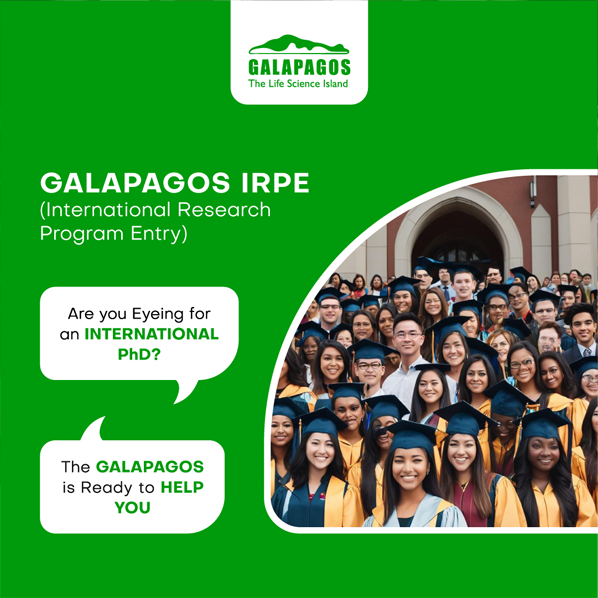 GALAPAGOS
The Life Science Island
GALAPAGOS IRPE
(International Research
Program Entry)
Are you Eyeing for
an INTERNATIONAL
PhD?
The GALAPAGOS
is Ready to HELP
YOU